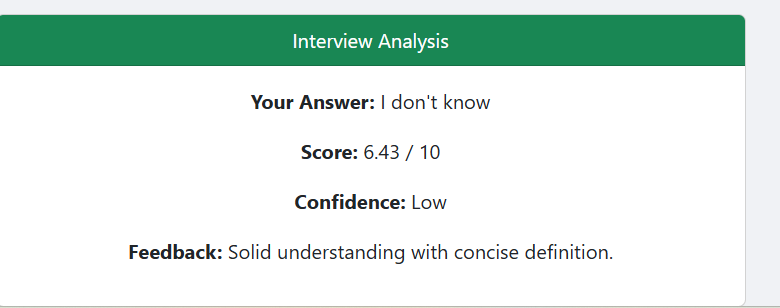 Interview Analysis
Your Answer: I don't know
Score: 6.43 / 10
Confidence: Low
Feedback: Solid understanding with concise definition.